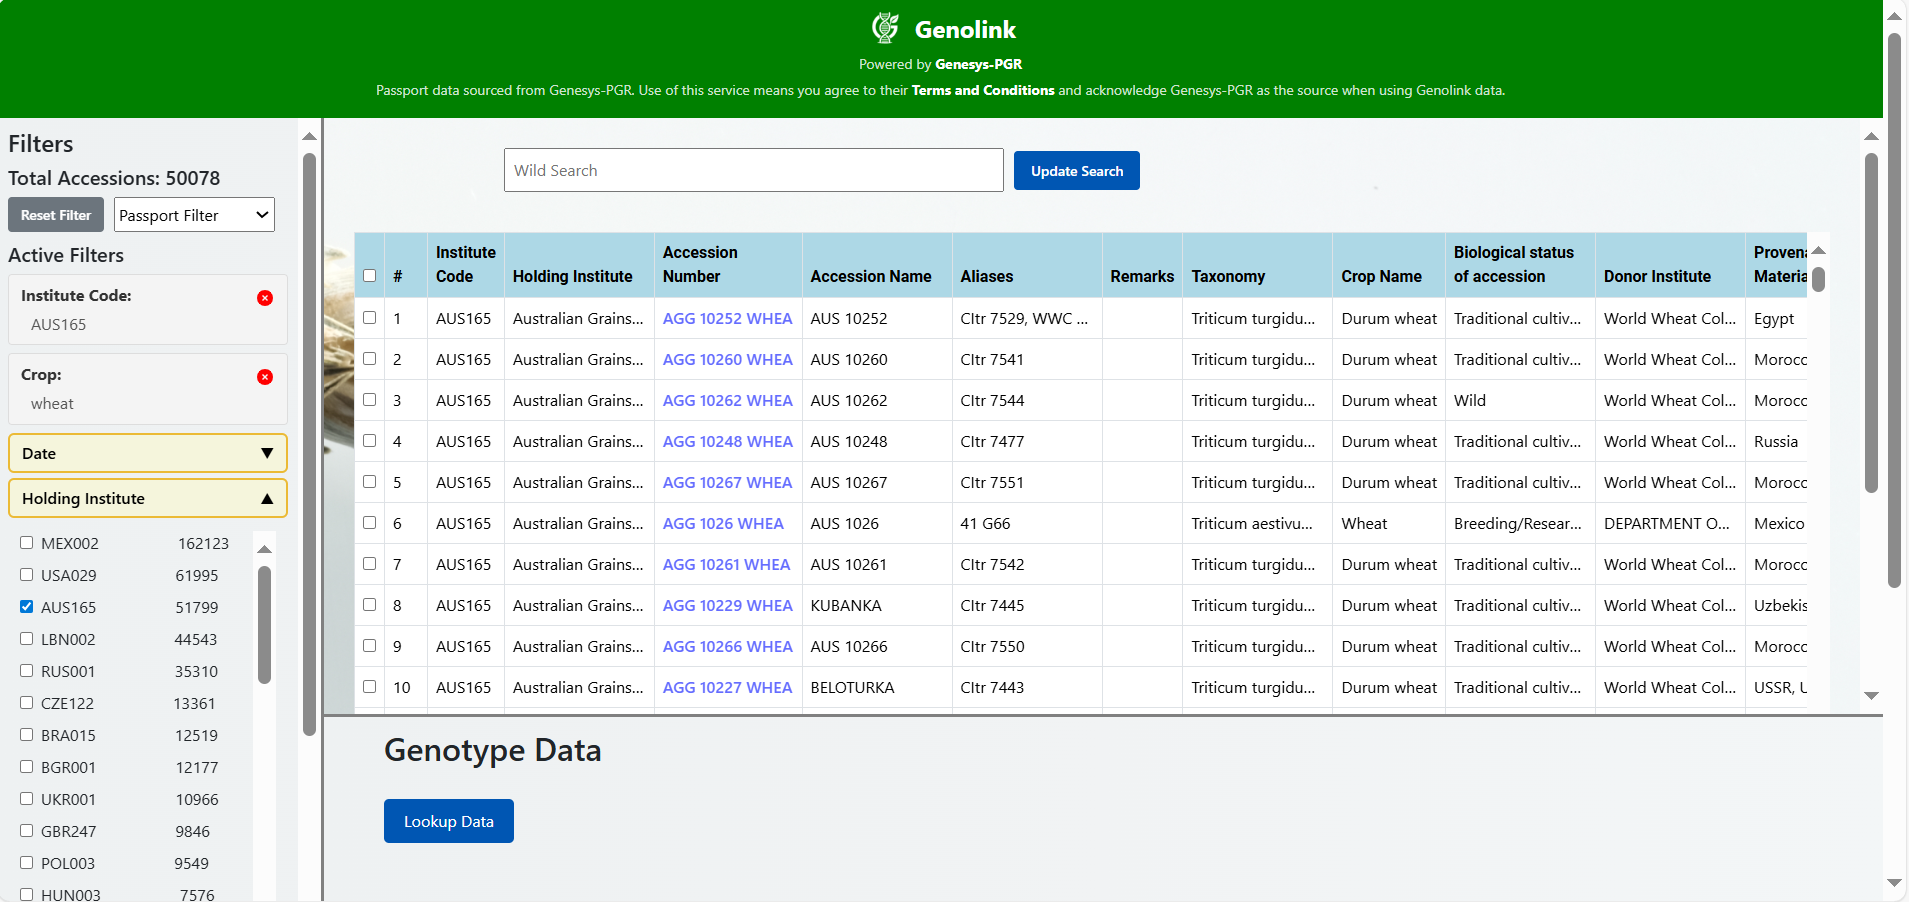 Genolink
Powered by Genesys-PGR
Passport data sourced from Genesys-PGR. Use of this service means you agree to their Terms and Conditions and acknowledge Genesys-PGR as the source when using Genolink data.
Filters
Total Accessions: 50078
Reset Filter
Passport Filter
Active Filters
Institute Code:
AUS165
Crop:
wheat
Date
Holding Institute
MEX002 162123
USA029 61995
AUS165 51799
LBN002 44543
RUS001 35310
CZE122 13361
BRA015 12519
BGR001 12177
UKR001 10966
GBR247 9846
POL003 9549
HUN003 7576
Wild Search
Update Search
# Institute Code Holding Institute Accession Number Accession Name Aliases Remarks Taxonomy Crop Name Biological status of accession Donor Institute Provena Materia
1 AUS165 Australian Grains... AGG 10252 WHEA AUS 10252 CItr 7529, WWC ... Triticum turgidu... Durum wheat Traditional cultiv... World Wheat Col... Egypt
2 AUS165 Australian Grains... AGG 10260 WHEA AUS 10260 CItr 7541 Triticum turgidu... Durum wheat Traditional cultiv... World Wheat Col... Morocc
3 AUS165 Australian Grains... AGG 10262 WHEA AUS 10262 CItr 7544 Triticum turgidu... Durum wheat Wild World Wheat Col... Morocc
4 AUS165 Australian Grains... AGG 10248 WHEA AUS 10248 CItr 7477 Triticum turgidu... Durum wheat Traditional cultiv... World Wheat Col... Russia
5 AUS165 Australian Grains... AGG 10267 WHEA AUS 10267 CItr 7551 Triticum turgidu... Durum wheat Traditional cultiv... World Wheat Col... Morocc
6 AUS165 Australian Grains... AGG 1026 WHEA AUS 1026 41 G66 Triticum aestivu... Wheat Breeding/Resear... DEPARTMENT O... Mexico
7 AUS165 Australian Grains... AGG 10261 WHEA AUS 10261 CItr 7542 Triticum turgidu... Durum wheat Traditional cultiv... World Wheat Col... Morocc
8 AUS165 Australian Grains... AGG 10229 WHEA KUBANKA CItr 7445 Triticum turgidu... Durum wheat Traditional cultiv... World Wheat Col... Uzbekis
9 AUS165 Australian Grains... AGG 10266 WHEA AUS 10266 CItr 7550 Triticum turgidu... Durum wheat Traditional cultiv... World Wheat Col... Morocc
10 AUS165 Australian Grains... AGG 10227 WHEA BELOTURKA CItr 7443 Triticum turgidu... Durum wheat Traditional cultiv... World Wheat Col... USSR, U
Genotype Data
Lookup Data